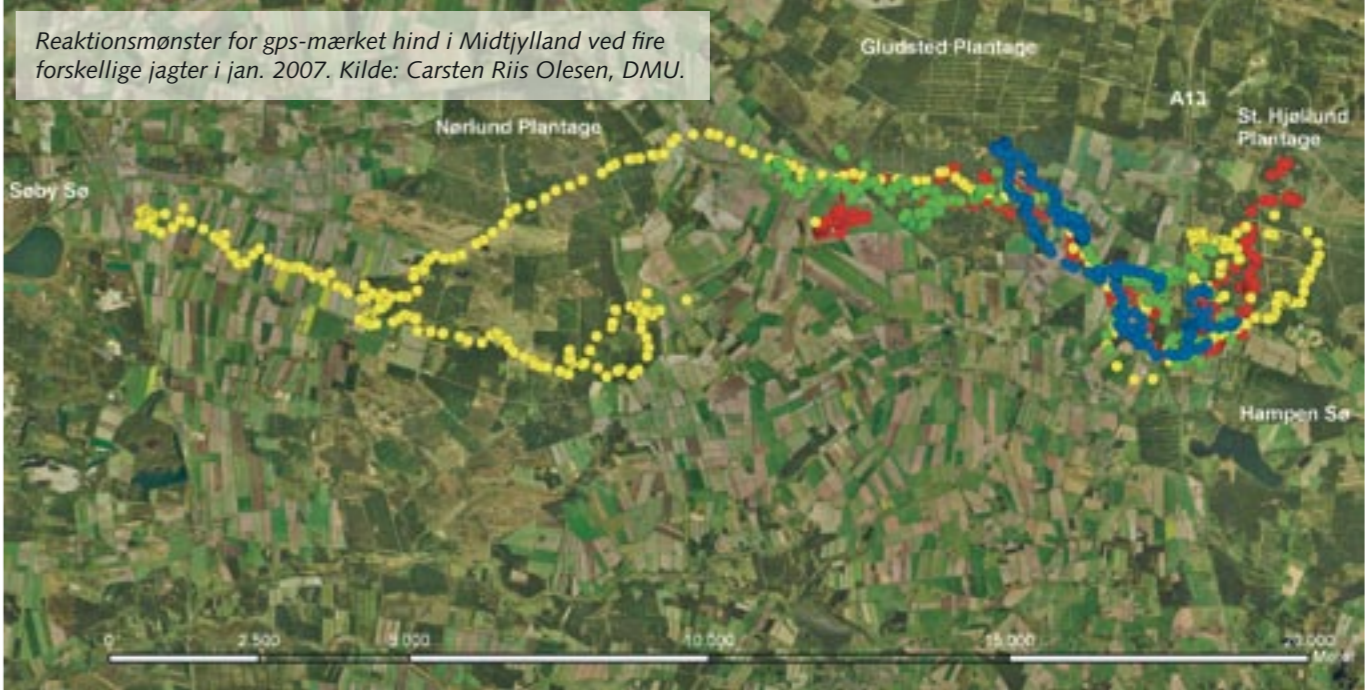 Reaktionsmønster for gps-mærket hind i Midtjylland ved fire
forskellige jagter i jan. 2007. Kilde: Carsten Riis Olesen, DMU.
Gludsted Plantage
A13
St. Hjøllund
Plantage
Nørlund Plantage
Søby Sø
Hampen Sø
0 2.500 5.000 10.000 15.000 20.000
Meter